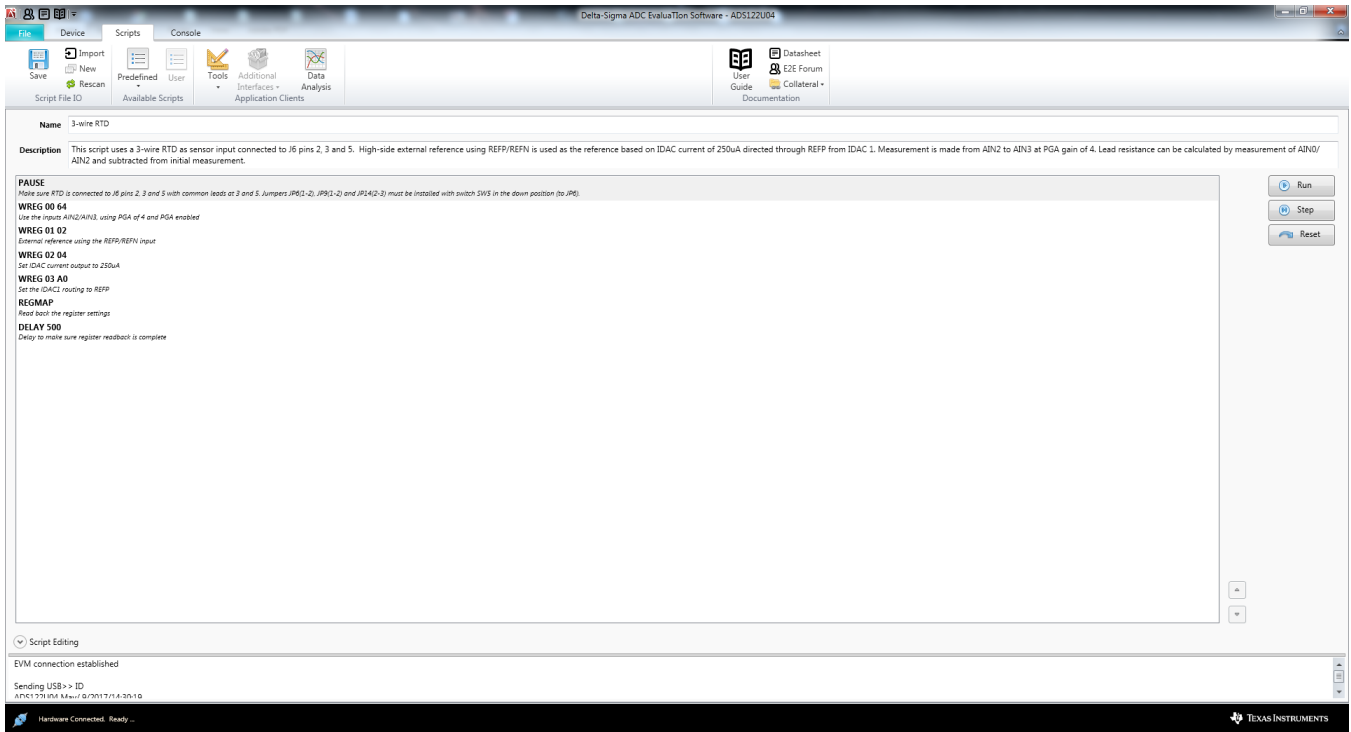 Delta-Sigma ADC EvaluaTIon Software - ADS122U04
File Device Scripts Console
Save
Import
New
Rescan
Script File IO
Predefined
User
Available Scripts
Tools
Additional
Interfaces
Data
Analysis
Application Clients
User
Guide
Datasheet
E2E Forum
Collateral
Documentation
Name 3-wire RTD
Description This script uses a 3-wire RTD as sensor input connected to J6 pins 2, 3 and 5. High-side external reference using REFP/REFN is used as the reference based on IDAC current of 250uA directed through REFP from IDAC 1. Measurement is made from AIN2 to AIN3 at PGA gain of 4. Lead resistance can be calculated by measurement of AIN0/
AIN2 and subtracted from initial measurement.
PAUSE
Make sure RTD is connected to J6 pins 2, 3 and 5 with common leads at 3 and 5. Jumpers JP6(1-2), JP9(1-2) and JP14(2-3) must be installed with switch SW5 in the down position (to JP6).
WREG 00 64
Use the inputs AIN2/AIN3, using PGA of 4 and PGA enabled
WREG 01 02
External reference using the REFP/REFN input
WREG 02 04
Set IDAC current output to 250uA
WREG 03 A0
Set the IDAC1 routing to REFP
REGMAP
Read back the register settings
DELAY 500
Delay to make sure register readback is complete
Run
Step
Reset
Script Editing
EVM connection established
Sending USB>> ID
ADS122U04 May/ 9/2017/14:30:19
Hardware Connected. Ready ...
TEXAS INSTRUMENTS